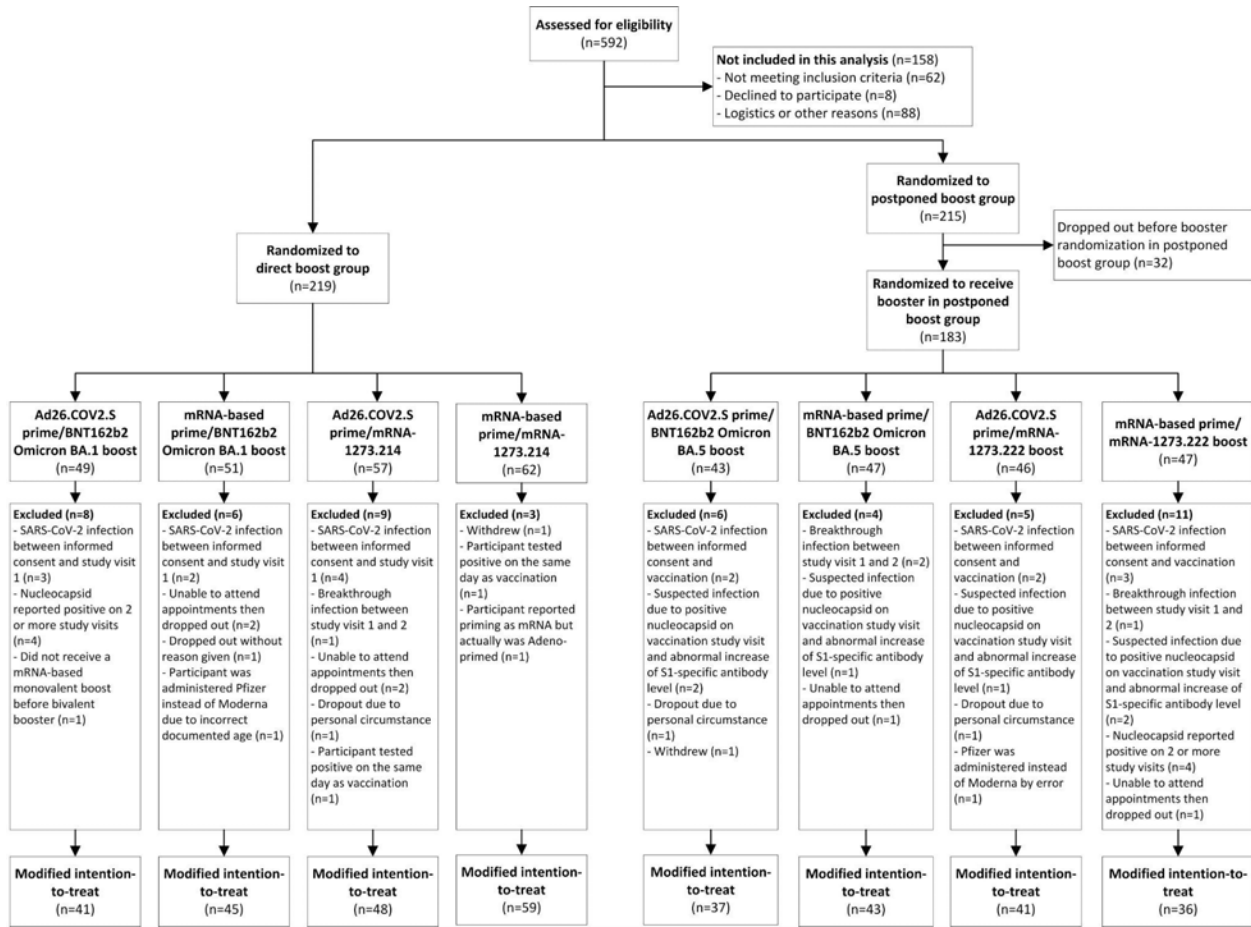 Assessed for eligibility
(n=592)
Not included in this analysis (n=158)
- Not meeting inclusion criteria (n=62)
- Declined to participate (n=8)
- Logistics or other reasons (n=88)
Randomized to
direct boost group
(n=219)
Randomized to
postponed boost group
(n=215)
Dropped out before booster
randomization in postponed
boost group (n=32)
Randomized to receive
booster in postponed
boost group
(n=183)
Ad26.COV2.S
prime/BNT162b2
Omicron BA.1 boost
(n=49)
mRNA-based
prime/BNT162b2
Omicron BA.1 boost
(n=51)
Ad26.COV2.S
prime/mRNA-
1273.214
(n=57)
mRNA-based
prime/mRNA-
1273.214
(n=62)
Ad26.COV2.S prime/
BNT162b2 Omicron
BA.5 boost
(n=43)
mRNA-based prime/
BNT162b2 Omicron
BA.5 boost
(n=47)
Ad26.COV2.S
prime/mRNA-
1273.222 boost
(n=46)
mRNA-based prime/
mRNA-1273.222 boost
(n=47)
Excluded (n=8)
- SARS-CoV-2 infection
between informed
consent and study visit
1 (n=3)
- Nucleocapsid
reported positive on 2
or more study visits
(n=4)
- Did not receive a
mRNA-based
monovalent boost
before bivalent
booster (n=1)
Excluded (n=6)
- SARS-CoV-2 infection
between informed
consent and study visit
1 (n=2)
- Unable to attend
appointments then
dropped out (n=2)
- Dropped out without
reason given (n=1)
- Participant was
administered Pfizer
instead of Moderna
due to incorrect
documented age (n=1)
Excluded (n=9)
- SARS-CoV-2 infection
between informed
consent and study visit
1 (n=4)
- Breakthrough
infection between
study visit 1 and 2
(n=1)
- Unable to attend
appointments then
dropped out (n=2)
- Dropout due to
personal circumstance
(n=1)
- Participant tested
positive on the same
day as vaccination
(n=1)
Excluded (n=3)
- Withdrew (n=1)
- Participant tested
positive on the same
day as vaccination
(n=1)
- Participant reported
priming as mRNA but
actually was Adeno-
primed (n=1)
Excluded (n=6)
- SARS-CoV-2 infection
between informed
consent and
vaccination (n=2)
- Suspected infection
due to positive
nucleocapsid on
vaccination study visit
and abnormal increase
of S1-specific antibody
level (n=2)
- Dropout due to
personal circumstance
(n=1)
- Withdrew (n=1)
Excluded (n=4)
- Breakthrough
infection between
study visit 1 and 2 (n=2)
- Suspected infection
due to positive
nucleocapsid on
vaccination study visit
and abnormal increase
of S1-specific antibody
level (n=1)
- Unable to attend
appointments then
dropped out (n=1)
Excluded (n=5)
- SARS-CoV-2 infection
between informed
consent and
vaccination (n=2)
- Suspected infection
due to positive
nucleocapsid on
vaccination study visit
and abnormal increase
of S1-specific antibody
level (n=1)
- Dropout due to
personal circumstance
(n=1)
- Pfizer was
administered instead
of Moderna by error
(n=1)
Excluded (n=11)
- SARS-CoV-2 infection
between informed
consent and vaccination
(n=3)
- Breakthrough infection
between study visit 1 and
2 (n=1)
- Suspected infection due
to positive nucleocapsid
on vaccination study visit
and abnormal increase of
S1-specific antibody level
(n=2)
- Nucleocapsid reported
positive on 2 or more
study visits (n=4)
- Unable to attend
appointments then
dropped out (n=1)
Modified intention-
to-treat
(n=41)
Modified intention-
to-treat
(n=45)
Modified intention-
to-treat
(n=48)
Modified intention-
to-treat
(n=59)
Modified intention-
to-treat
(n=37)
Modified intention-
to-treat
(n=43)
Modified intention-
to-treat
(n=41)
Modified intention-to-
treat
(n=36)